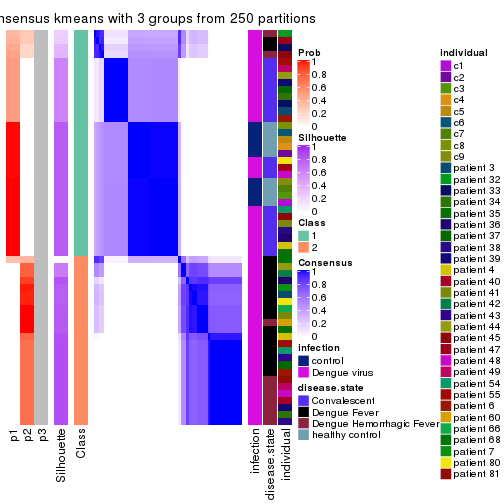 nsensus kmeans with 3 groups from 250 partitions
Prob
1
0.8
0.6
0.4
0.2
0
Silhouette
1
0.8
0.6
0.4
0.2
0
Class
1
2
Consensus
1
0.8
0.6
0.4
0.2
0
infection
control
Dengue virus
disease.state
Convalescent
Dengue Fever
Dengue Hemorrhagic Fever
healthy control
individual
c1
c2
c3
c4
c5
c6
c7
c8
c9
patient 3
patient 32
patient 33
patient 34
patient 35
patient 36
patient 37
patient 38
patient 39
patient 4
patient 40
patient 41
patient 42
patient 43
patient 44
patient 45
patient 47
patient 48
patient 49
patient 54
patient 55
patient 6
patient 60
patient 66
patient 68
patient 7
patient 80
patient 81
p1
p2
p3
Silhouette
Class
infection
disease.state
individual